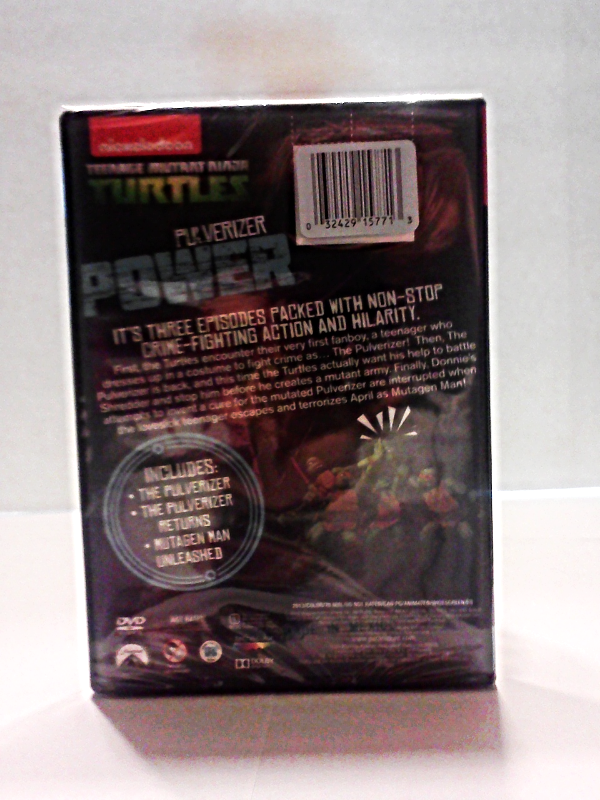 nickelodeon
TEENAGE MUTANT NINJA
TURTLES
0 32429 15771 3
PULVERIZER
POWER
IT'S THREE EPISODES PACKED WITH NON-STOP
CRIME-FIGHTING ACTION AND HILARITY.
First, the Turtles encounter their very first fanboy, a teenager who
dresses up in a costume to fight crime as... The Pulverizer! Then, The
Pulverizer is back, and this time the Turtles actually want his help to battle
Shredder and stop him before he creates a mutant army. Finally, Donnie's
attempts to invent a cure for the mutated Pulverizer are interrupted when
the lovesick teenager escapes and terrorizes April as Mutagen Man!
INCLUDES:
• THE PULVERIZER
• THE PULVERIZER
RETURNS
• MUTAGEN MAN
UNLEASHED
DVD
NOT RATED
DOLBY